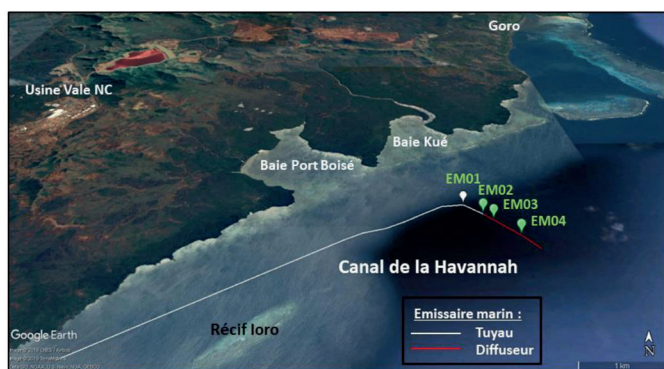 Goro
Usine Vale NC
Baie Kué
Baie Port Boisé
EM01
EM02
EM03
EM04
Canal de la Havannah
Récif Ioro
Emissaire marin :
Tuyau
Diffuseur
Google Earth
N
1 km